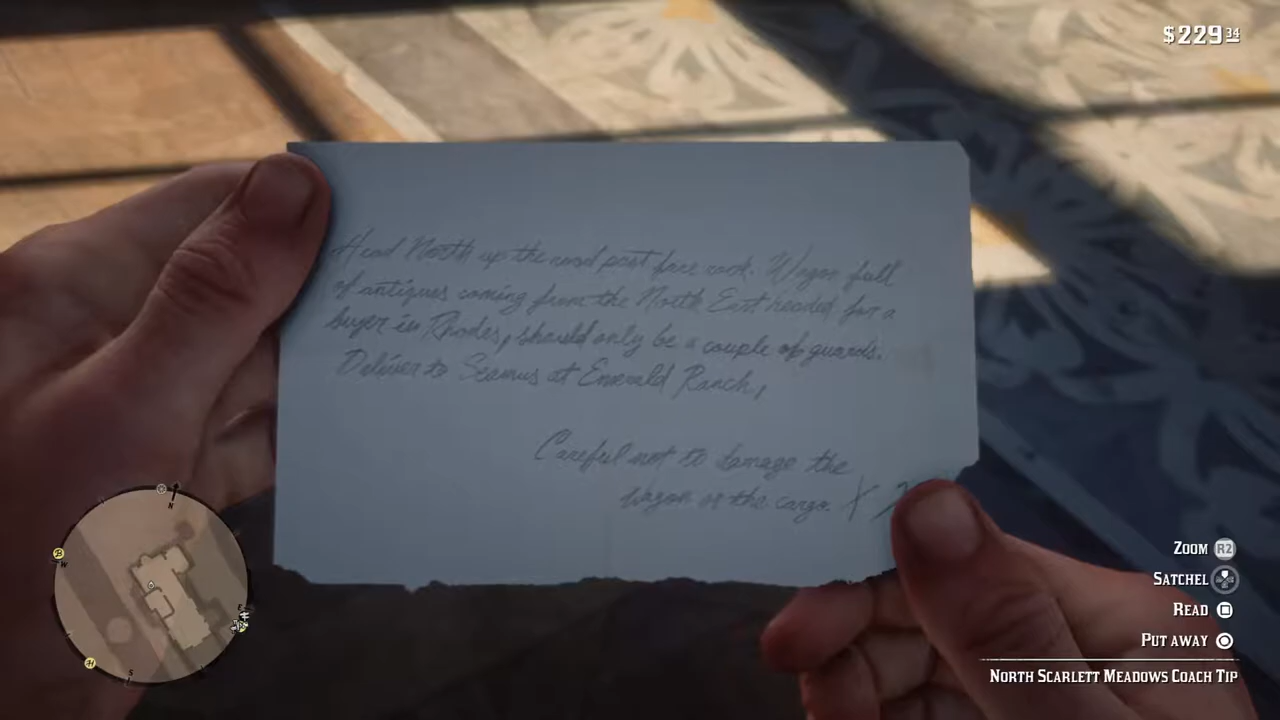 $229 34
Head North up the road past face rock. Wagon full
of antiques coming from the North East headed for a
buyer in Rhodes, should only be a couple of guards.
Deliver to Seamus at Emerald Ranch,
Careful not to damage the
wagon or the cargo.
ZOOM R2
SATCHEL
READ
PUT AWAY
NORTH SCARLETT MEADOWS COACH TIP
N
W
S
E